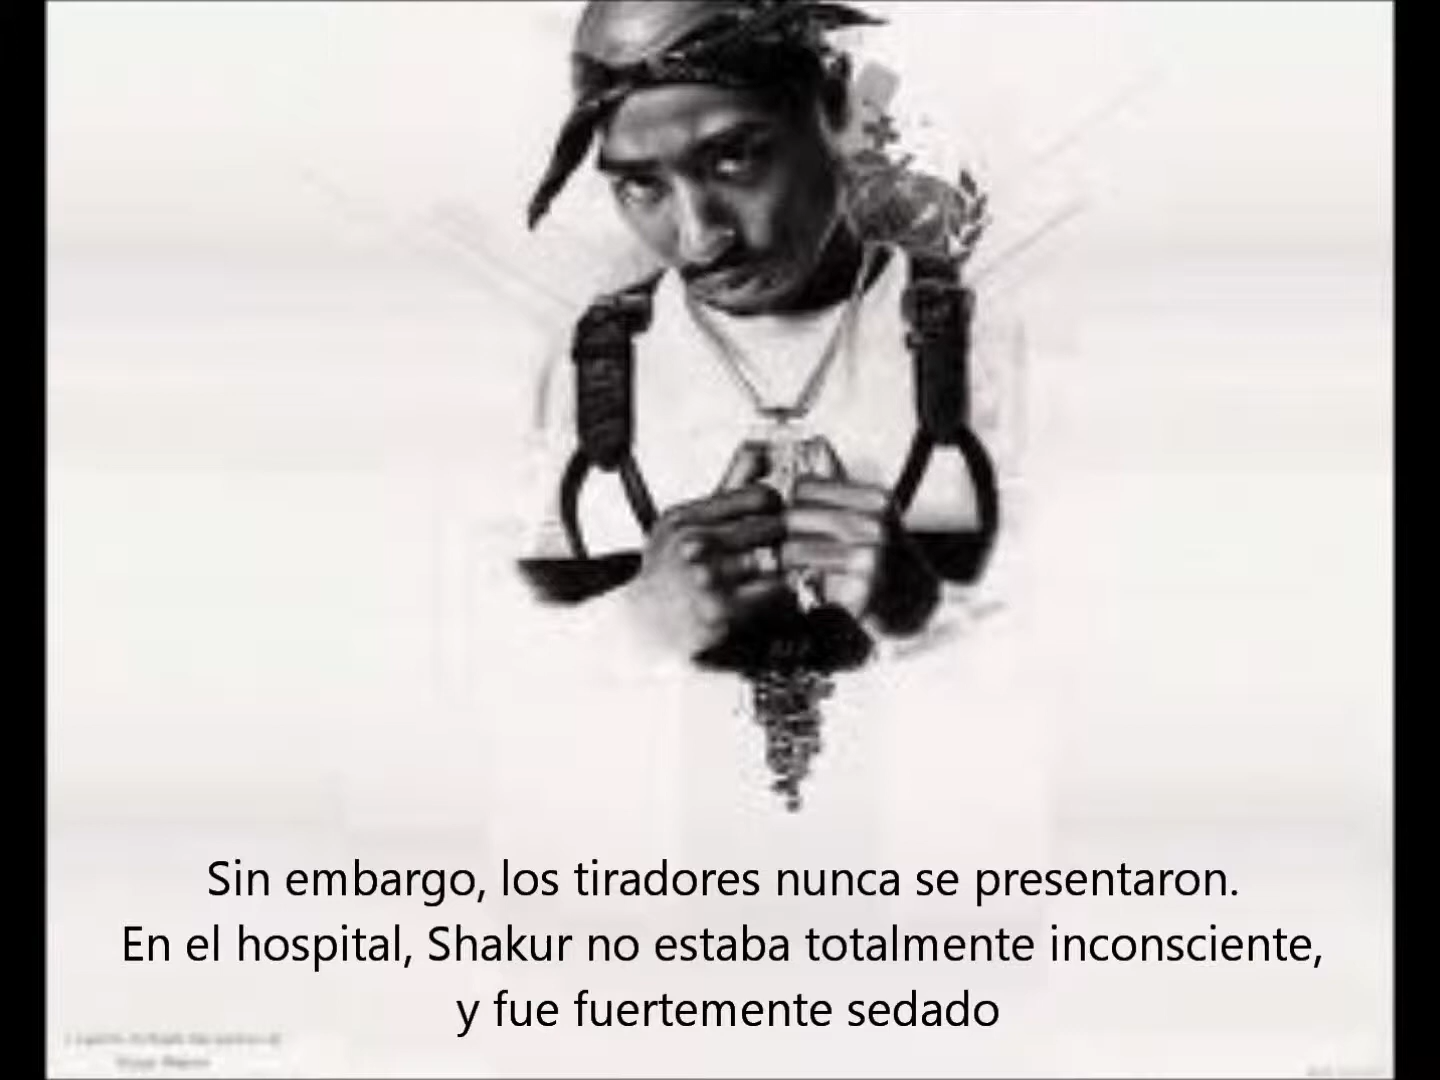 Sin embargo, los tiradores nunca se presentaron.
En el hospital, Shakur no estaba totalmente inconsciente,
y fue fuertemente sedado